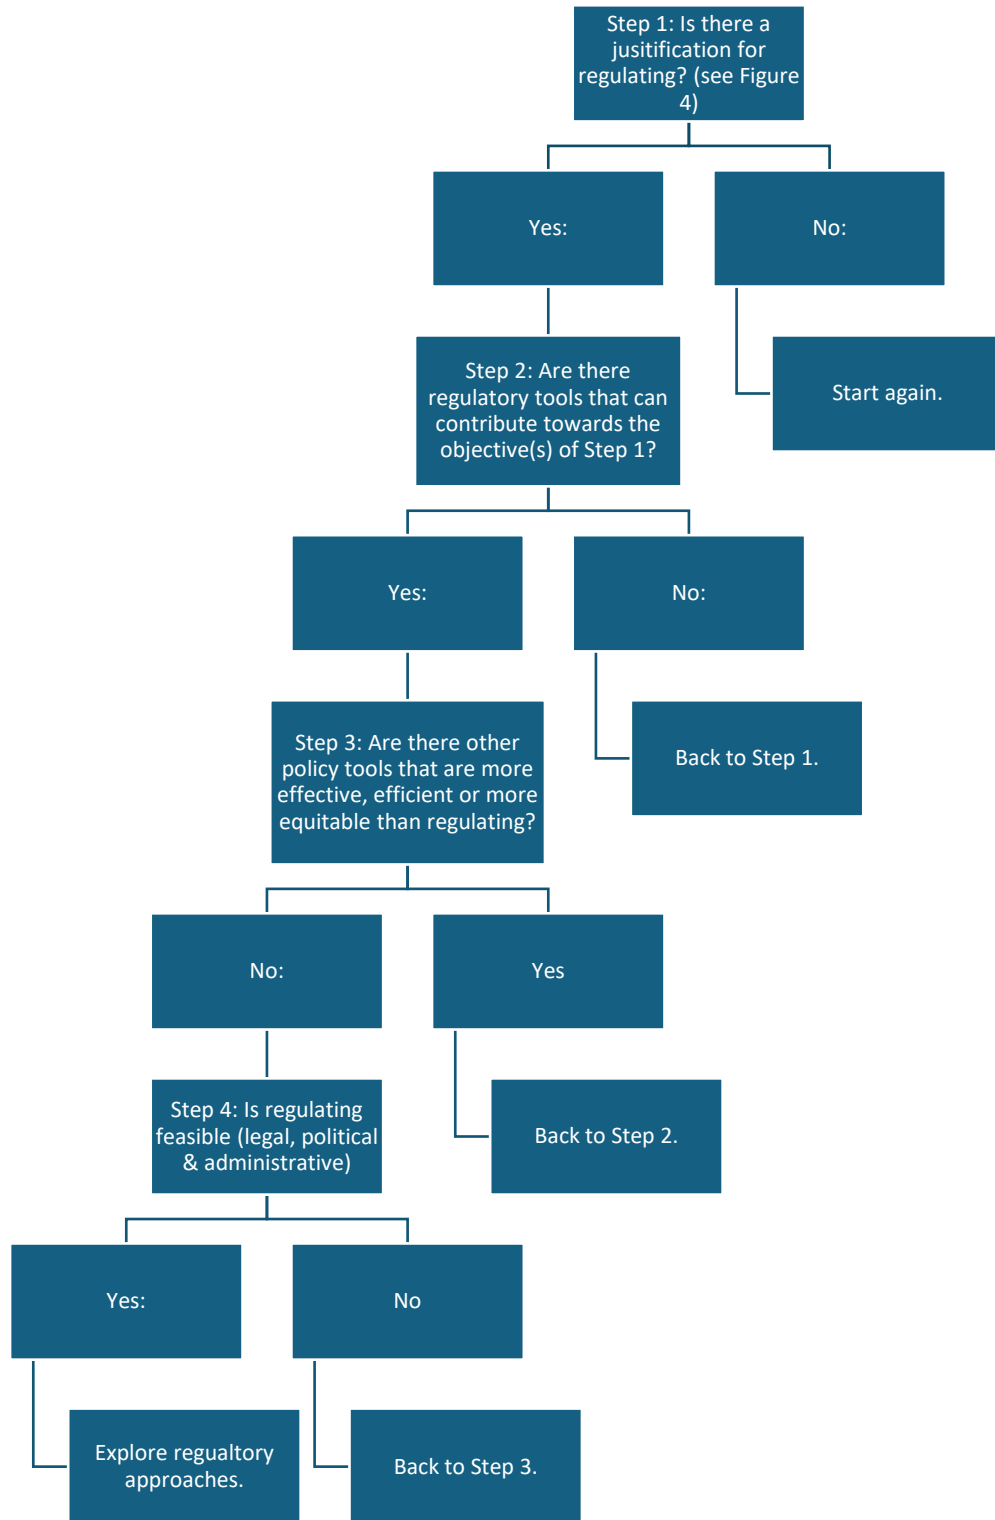 Step 1: Is there a
jusitification for
regulating? (see Figure
4)
Yes:
No:
Step 2: Are there
regulatory tools that can
contribute towards the
objective(s) of Step 1?
Start again.
Yes:
No:
Step 3: Are there other
policy tools that are more
effective, efficient or more
equitable than regulating?
Back to Step 1.
No:
Yes
Step 4: Is regulating
feasible (legal, political
& administrative)
Back to Step 2.
Yes:
No
Explore regualtory
approaches.
Back to Step 3.